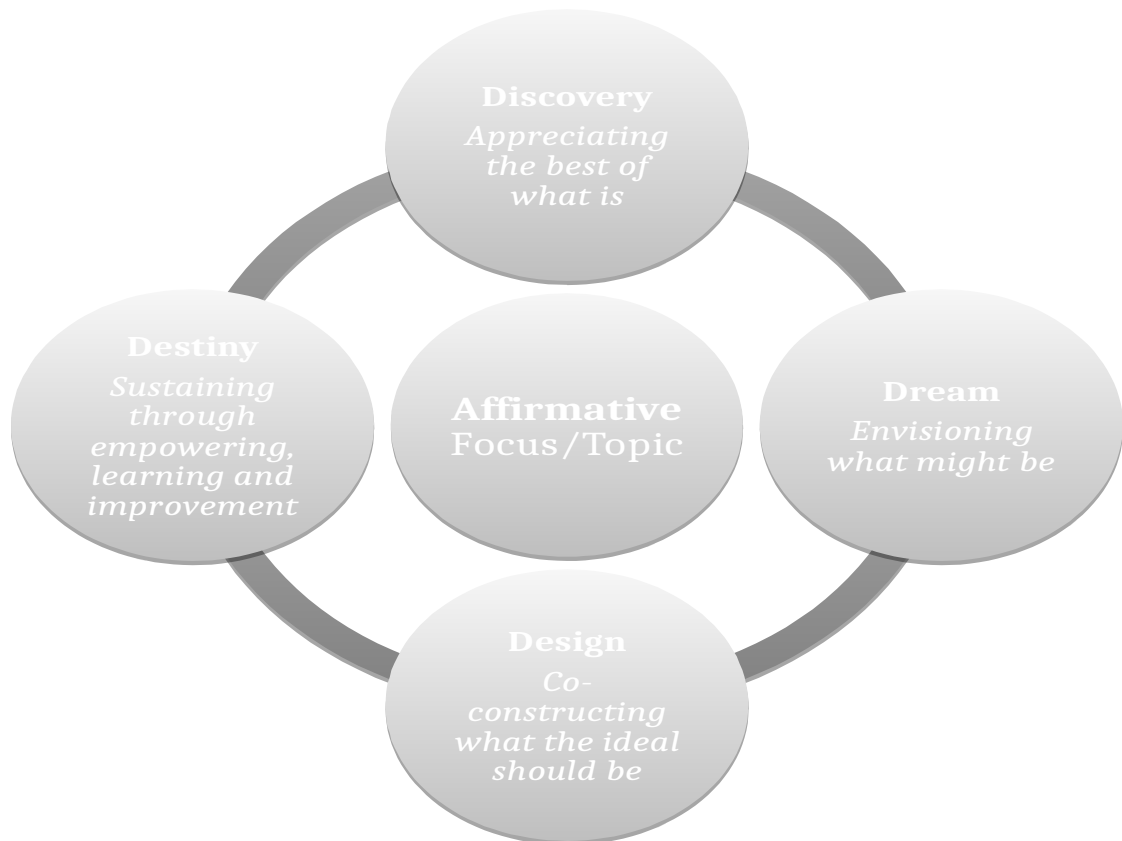 Discovery
Appreciating
the best of
what is
Destiny
Sustaining
through
empowering,
learning and
improvement
Affirmative
Focus/Topic
Dream
Envisioning
what might be
Design
Co-
constructing
what the ideal
should be